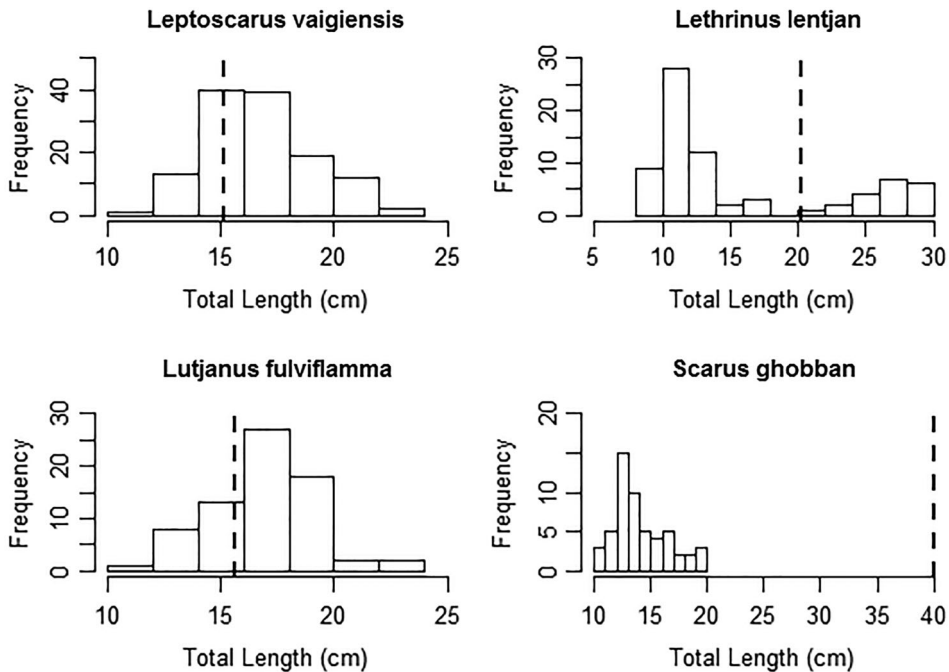 Leptoscarus vaigiensis
Frequency
0 20 40
10 15 20 25
Total Length (cm)
Lethrinus lentjan
Frequency
0 10 20 30
5 10 15 20 25 30
Total Length (cm)
Lutjanus fulviflamma
Frequency
0 10 20 30
10 15 20 25
Total Length (cm)
Scarus ghobban
Frequency
0 5 10 20
10 15 20 25 30 35 40
Total Length (cm)